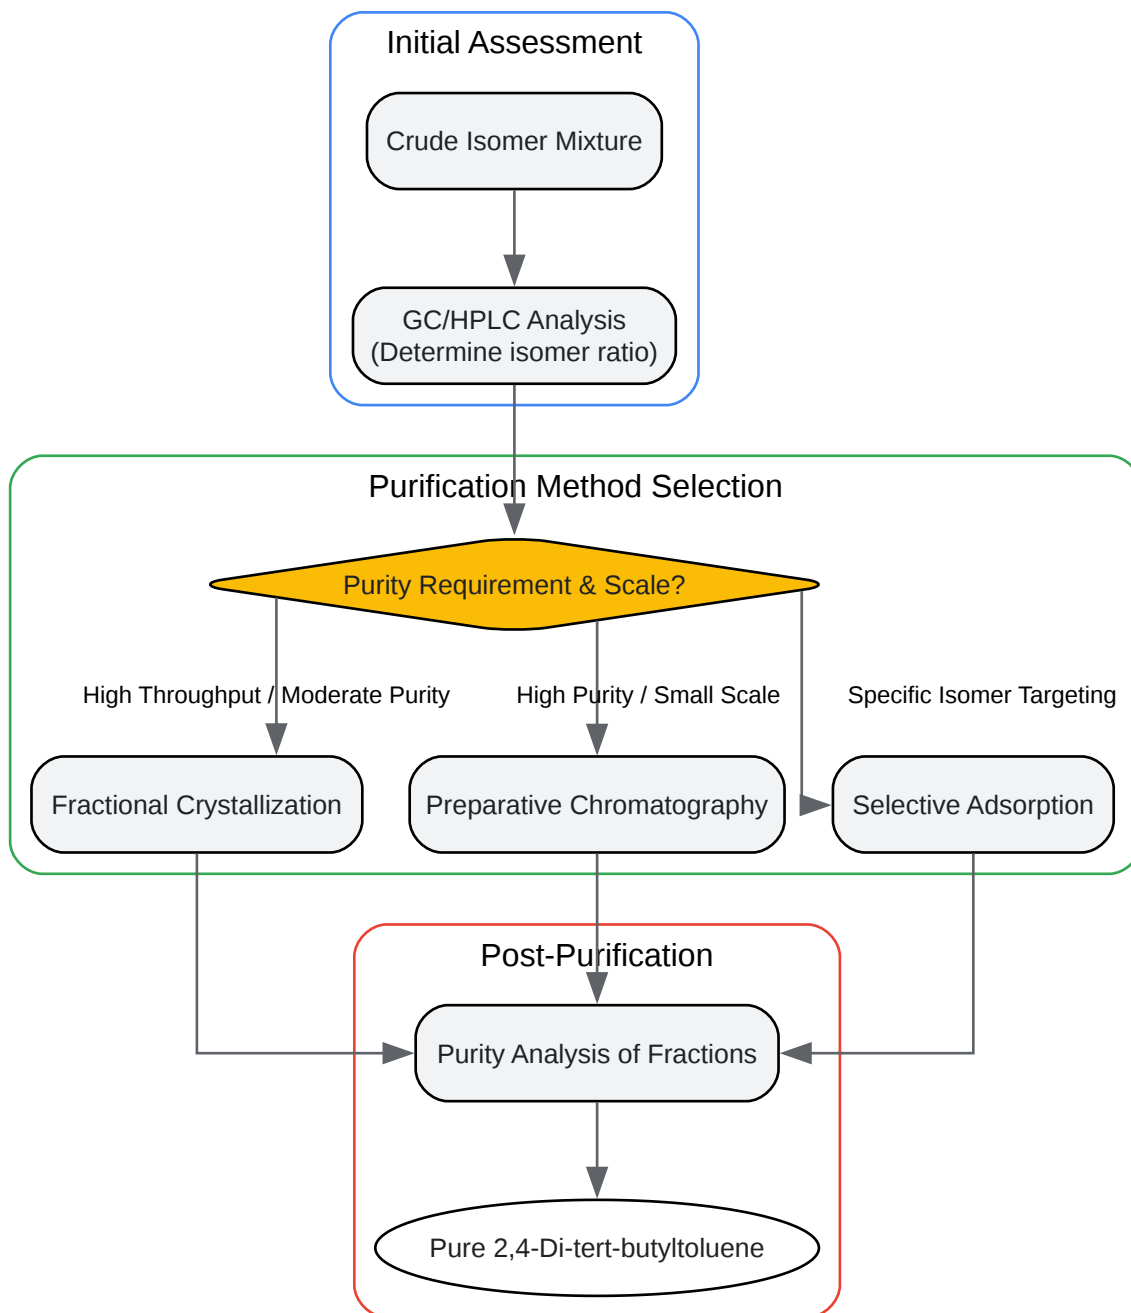 Initial Assessment
Crude Isomer Mixture
GC/HPLC Analysis
(Determine isomer ratio)
Purification Method Selection
Purity Requirement & Scale?
High Throughput / Moderate Purity
High Purity / Small Scale
Specific Isomer Targeting
Fractional Crystallization
Preparative Chromatography
Selective Adsorption
Post-Purification
Purity Analysis of Fractions
Pure 2,4-Di-tert-butyltoluene